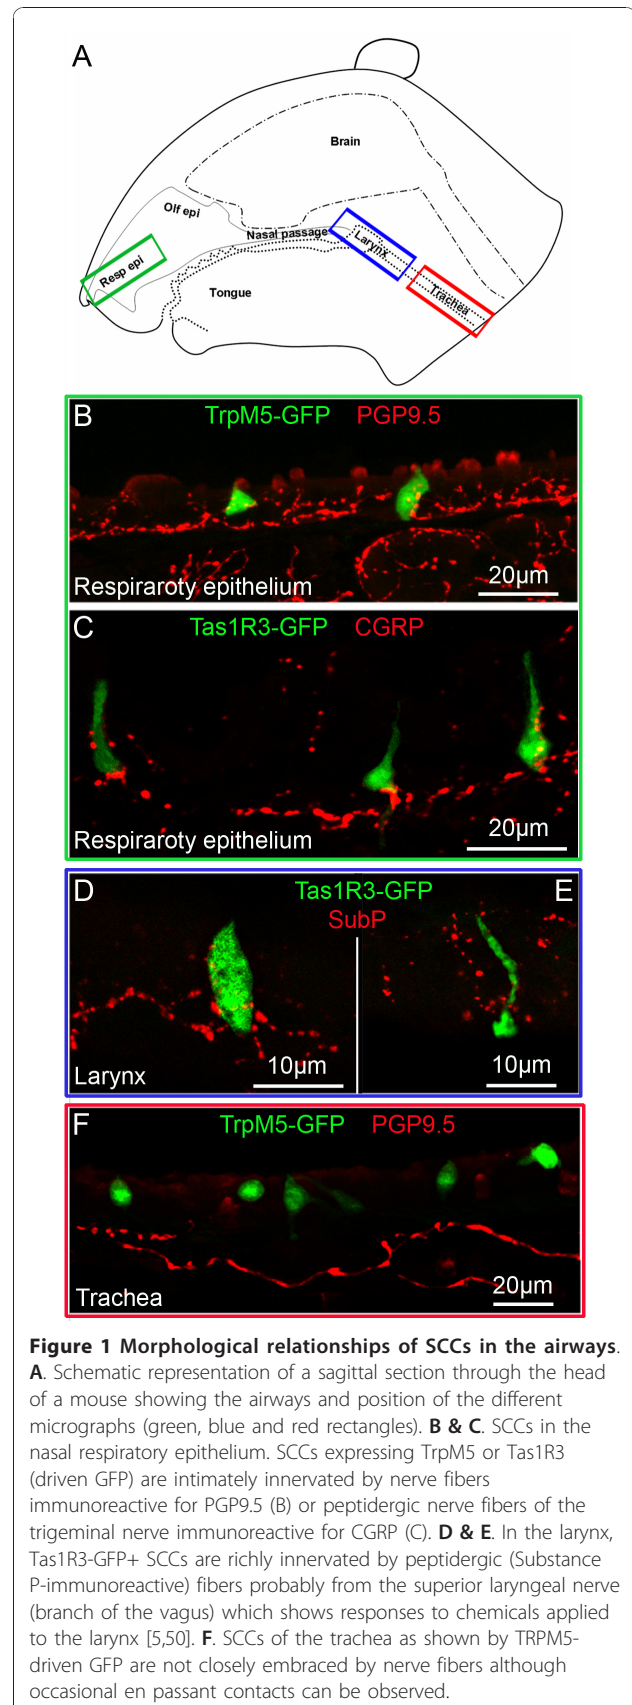 A
Brain
Olf epi
Nasal passage
Larynx
Resp epi
Trachea
Tongue
B
TrpM5-GFP PGP9.5
Respiraroty epithelium
20µm
C
Tas1R3-GFP CGRP
Respiraroty epithelium
20µm
D
Tas1R3-GFP
E
SubP
Larynx
10µm
10µm
F
TrpM5-GFP PGP9.5
Trachea
20µm
Figure 1 Morphological relationships of SCCs in the airways.
A. Schematic representation of a sagittal section through the head
of a mouse showing the airways and position of the different
micrographs (green, blue and red rectangles). B & C. SCCs in the
nasal respiratory epithelium. SCCs expressing TrpM5 or Tas1R3
(driven GFP) are intimately innervated by nerve fibers
immunoreactive for PGP9.5 (B) or peptidergic nerve fibers of the
trigeminal nerve immunoreactive for CGRP (C). D & E. In the larynx,
Tas1R3-GFP+ SCCs are richly innervated by peptidergic (Substance
P-immunoreactive) fibers probably from the superior laryngeal nerve
(branch of the vagus) which shows responses to chemicals applied
to the larynx [5,50]. F. SCCs of the trachea as shown by TRPM5-
driven GFP are not closely embraced by nerve fibers although
occasional en passant contacts can be observed.